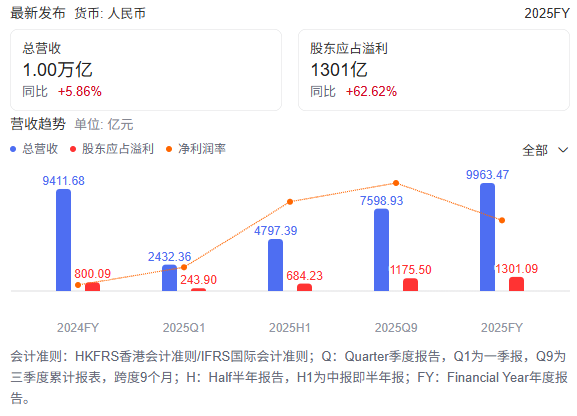 最新发布 货币: 人民币 2025FY
总营收 股东应占溢利
1.00万亿 1301亿
同比 +5.86% 同比 +62.62%
营收趋势 单位: 亿元
总营收 股东应占溢利 净利润率 全部
9411.68 2432.36 4797.39 7598.93 9963.47
800.09 243.90 684.23 1175.50 1301.09
2024FY 2025Q1 2025H1 2025Q9 2025FY
会计准则：HKFRS香港会计准则/IFRS国际会计准则；Q：Quarter季度报告，Q1为一季报，Q9为
三季度累计报表，跨度9个月；H：Half半年报告，H1为中报即半年报；FY：Financial Year年度报
告。